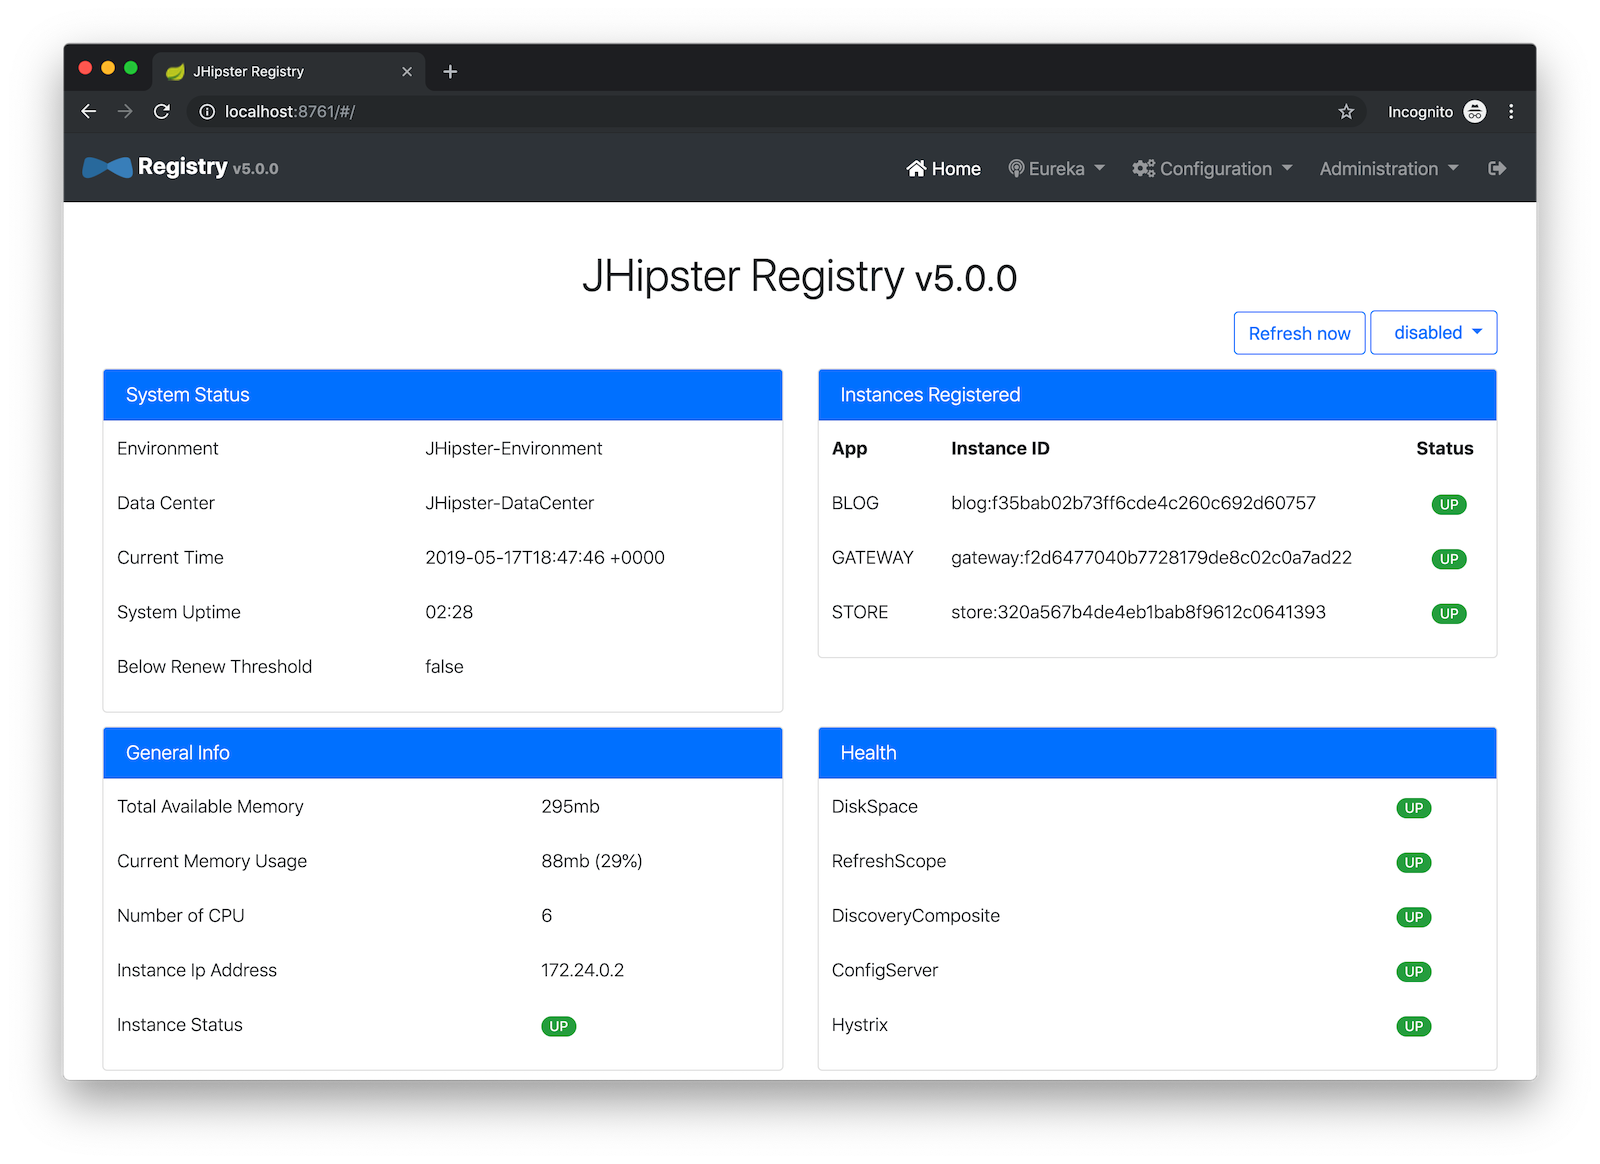 JHipster Registry
localhost:8761/#/
Incognito
Registry v5.0.0
Home
Eureka
Configuration
Administration
JHipster Registry v5.0.0
Refresh now
disabled
System Status
Environment JHipster-Environment
Data Center JHipster-DataCenter
Current Time 2019-05-17T18:47:46 +0000
System Uptime 02:28
Below Renew Threshold false
Instances Registered
App Instance ID Status
BLOG blog:f35bab02b73ff6cde4c260c692d60757 UP
GATEWAY gateway:f2d6477040b7728179de8c02c0a7ad22 UP
STORE store:320a567b4de4eb1bab8f9612c0641393 UP
General Info
Total Available Memory 295mb
Current Memory Usage 88mb (29%)
Number of CPU 6
Instance Ip Address 172.24.0.2
Instance Status UP
Health
DiskSpace UP
RefreshScope UP
DiscoveryComposite UP
ConfigServer UP
Hystrix UP